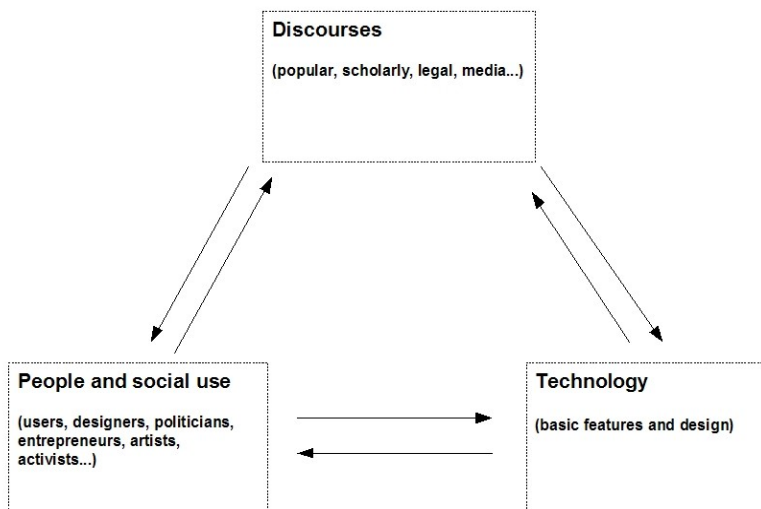 Discourses
(popular, scholarly, legal, media...)
People and social use
(users, designers, politicians,
entrepreneurs, artists,
activists...)
Technology
(basic features and design)